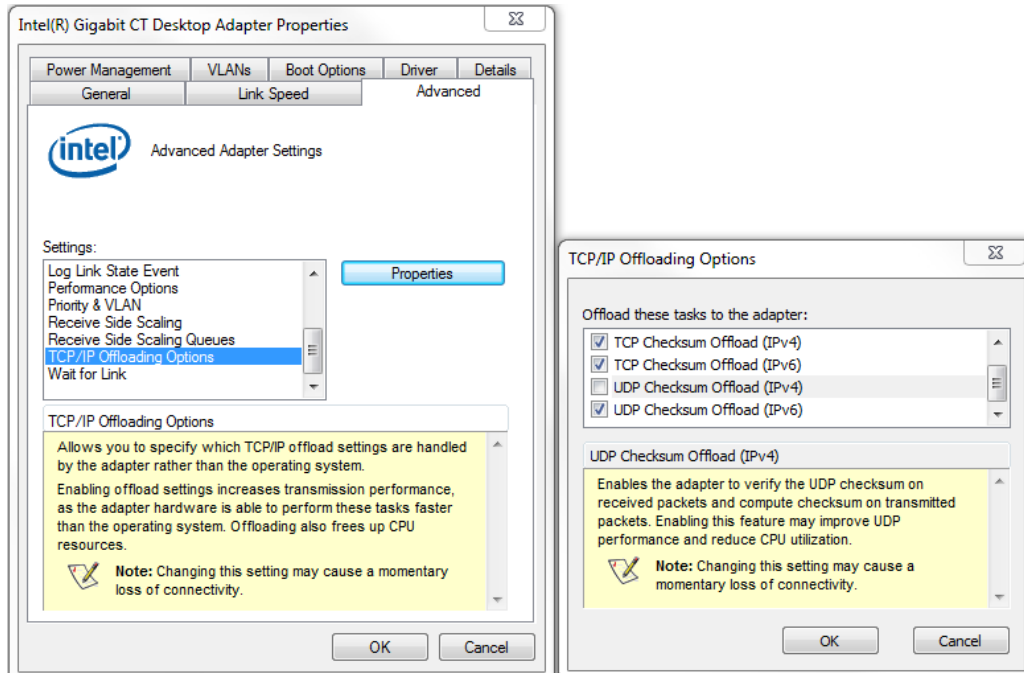 Intel(R) Gigabit CT Desktop Adapter Properties
Power Management
VLANs
Boot Options
Driver
Details
General
Link Speed
Advanced
intel
Advanced Adapter Settings
Settings:
Log Link State Event
Performance Options
Priority & VLAN
Receive Side Scaling
Receive Side Scaling Queues
TCP/IP Offloading Options
Wait for Link
Properties
TCP/IP Offloading Options
Allows you to specify which TCP/IP offload settings are handled
by the adapter rather than the operating system.
Enabling offload settings increases transmission performance,
as the adapter hardware is able to perform these tasks faster
than the operating system. Offloading also frees up CPU
resources.
Note: Changing this setting may cause a momentary
loss of connectivity.
OK
Cancel
TCP/IP Offloading Options
Offload these tasks to the adapter:
TCP Checksum Offload (IPv4)
TCP Checksum Offload (IPv6)
UDP Checksum Offload (IPv4)
UDP Checksum Offload (IPv6)
UDP Checksum Offload (IPv4)
Enables the adapter to verify the UDP checksum on
received packets and compute checksum on transmitted
packets. Enabling this feature may improve UDP
performance and reduce CPU utilization.
Note: Changing this setting may cause a
momentary loss of connectivity.
OK
Cancel